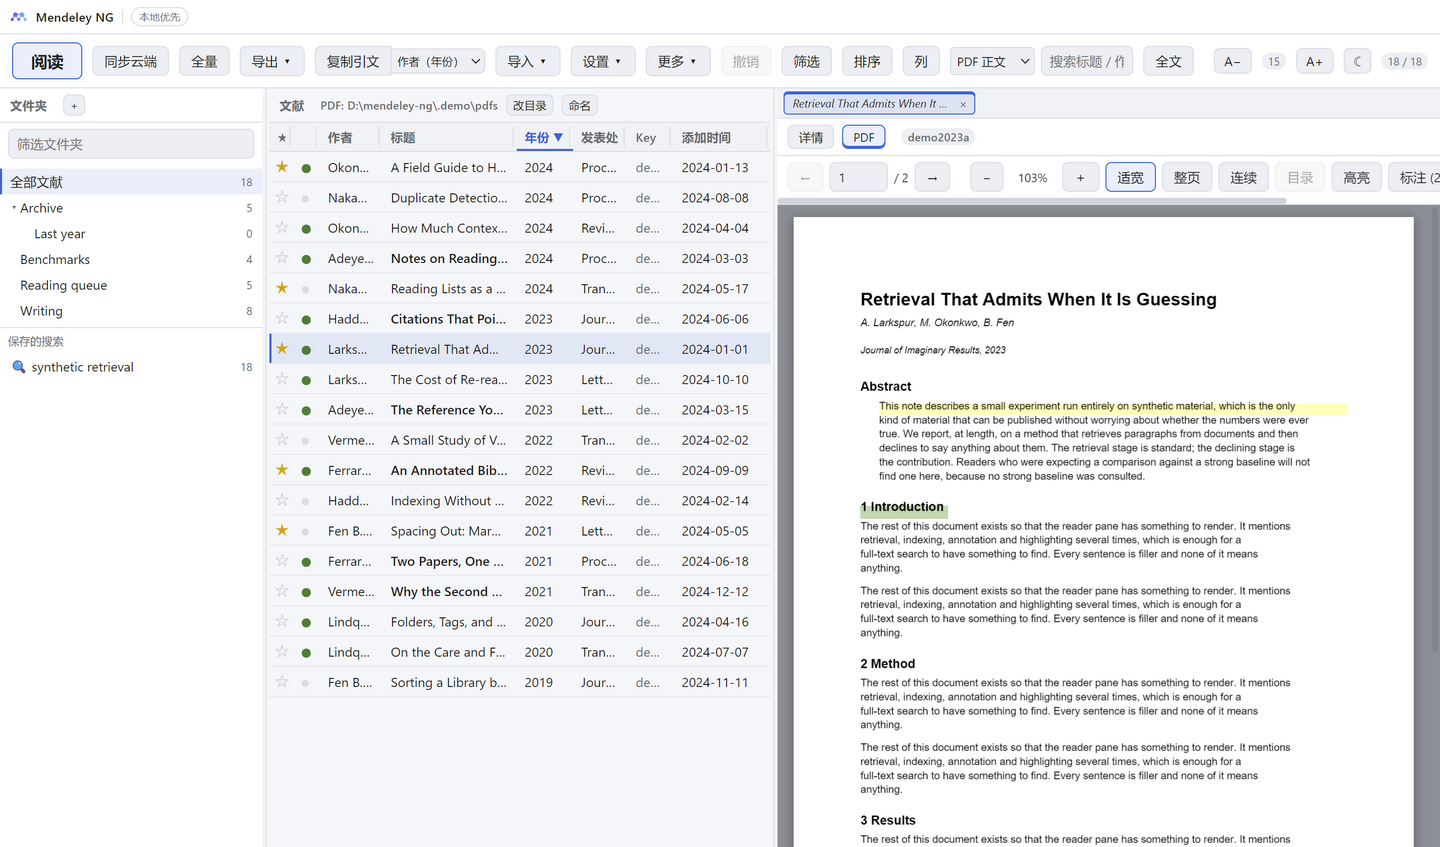 Mendeley NG 本地优先
阅读 同步云端 全量 导出 ▾ 复制引文 作者（年份） 导入 ▾ 设置 ▾ 更多 ▾ 撤销 筛选 排序 列 PDF 正文 搜索标题 / 作 全文 A− 15 A+ ☾ 18 / 18
文件夹 +
筛选文件夹
全部文献 18
Archive 5
Last year 0
Benchmarks 4
Reading queue 5
Writing 8
保存的搜索
synthetic retrieval 18
文献 PDF: D:\mendeley-ng\.demo\pdfs 改目录 命名
★ 作者 标题 年份 ▼ 发表处 Key 添加时间
★ Okon... A Field Guide to H... 2024 Proc... de... 2024-01-13
☆ Naka... Duplicate Detectio... 2024 Proc... de... 2024-08-08
☆ Okon... How Much Contex... 2024 Revi... de... 2024-04-04
☆ Adeye... Notes on Reading... 2024 Proc... de... 2024-03-03
★ Naka... Reading Lists as a ... 2024 Tran... de... 2024-05-17
☆ Hadd... Citations That Poi... 2023 Jour... de... 2024-06-06
★ Larks... Retrieval That Ad... 2023 Jour... de... 2024-01-01
☆ Larks... The Cost of Re-rea... 2023 Lett... de... 2024-10-10
☆ Adeye... The Reference Yo... 2023 Lett... de... 2024-03-15
☆ Verme... A Small Study of V... 2022 Tran... de... 2024-02-02
★ Ferrar... An Annotated Bib... 2022 Revi... de... 2024-09-09
☆ Hadd... Indexing Without ... 2022 Revi... de... 2024-02-14
★ Fen B.... Spacing Out: Mar... 2021 Lett... de... 2024-05-05
☆ Ferrar... Two Papers, One ... 2021 Proc... de... 2024-06-18
☆ Verme... Why the Second ... 2021 Tran... de... 2024-12-12
☆ Lindq... Folders, Tags, and ... 2020 Jour... de... 2024-04-16
☆ Lindq... On the Care and F... 2020 Tran... de... 2024-07-07
☆ Fen B.... Sorting a Library b... 2019 Jour... de... 2024-11-11
Retrieval That Admits When It ... ×
详情 PDF demo2023a
← 1 / 2 → − 103% + 适宽 整页 连续 目录 高亮 标注 (2
Retrieval That Admits When It Is Guessing
A. Larkspur, M. Okonkwo, B. Fen
Journal of Imaginary Results, 2023
Abstract
This note describes a small experiment run entirely on synthetic material, which is the only
kind of material that can be published without worrying about whether the numbers were ever
true. We report, at length, on a method that retrieves paragraphs from documents and then
declines to say anything about them. The retrieval stage is standard; the declining stage is
the contribution. Readers who were expecting a comparison against a strong baseline will not
find one here, because no strong baseline was consulted.
1 Introduction
The rest of this document exists so that the reader pane has something to render. It mentions
retrieval, indexing, annotation and highlighting several times, which is enough for a
full-text search to have something to find. Every sentence is filler and none of it means
anything.
The rest of this document exists so that the reader pane has something to render. It mentions
retrieval, indexing, annotation and highlighting several times, which is enough for a
full-text search to have something to find. Every sentence is filler and none of it means
anything.
2 Method
The rest of this document exists so that the reader pane has something to render. It mentions
retrieval, indexing, annotation and highlighting several times, which is enough for a
full-text search to have something to find. Every sentence is filler and none of it means
anything.
The rest of this document exists so that the reader pane has something to render. It mentions
retrieval, indexing, annotation and highlighting several times, which is enough for a
full-text search to have something to find. Every sentence is filler and none of it means
anything.
3 Results
The rest of this document exists so that the reader pane has something to render. It mentions